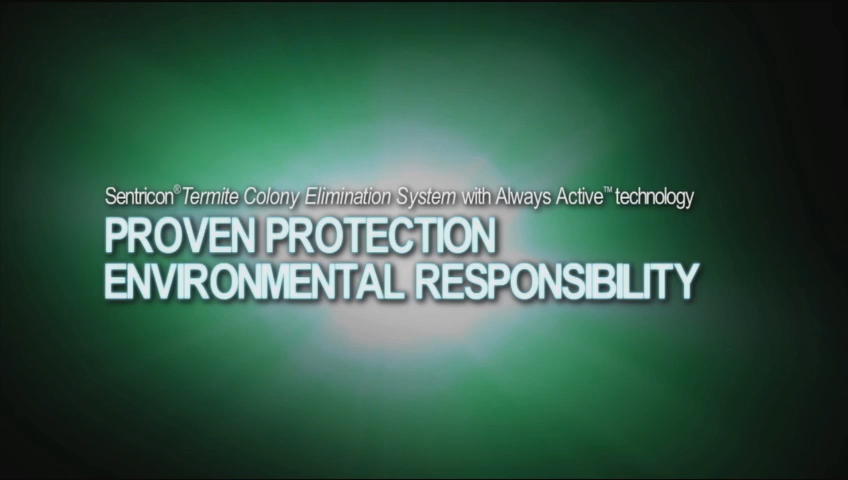 Sentricon® Termite Colony Elimination System with Always Active™ technology
PROVEN PROTECTION
ENVIRONMENTAL RESPONSIBILITY